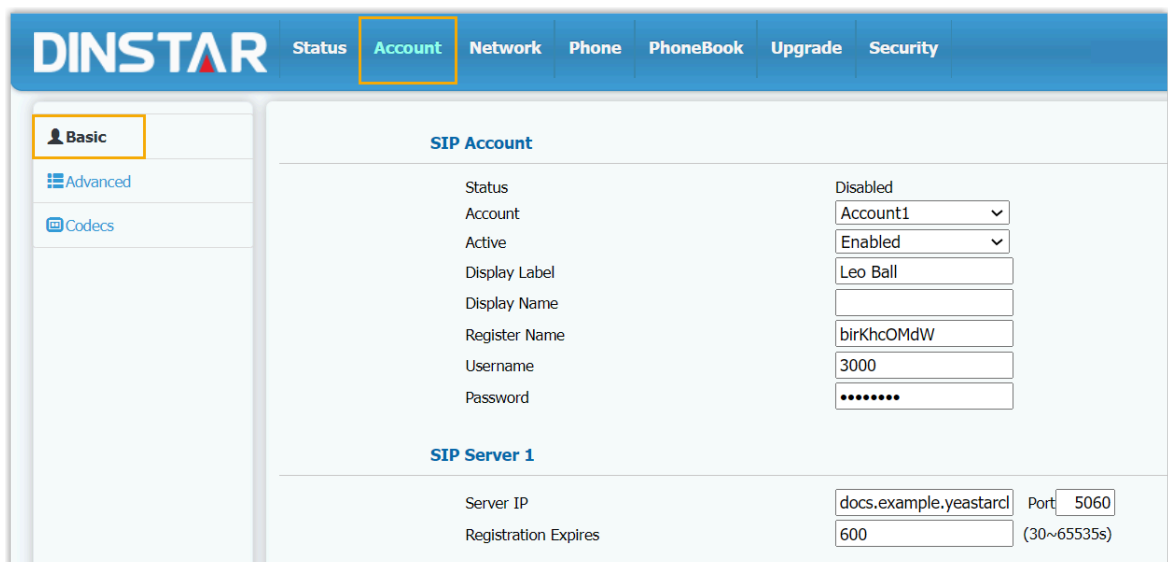 DINSTAR Status Account Network Phone PhoneBook Upgrade Security
Basic
Advanced
Codecs
SIP Account
Status Disabled
Account Account1
Active Enabled
Display Label Leo Ball
Display Name
Register Name birKhcOMdW
Username 3000
Password ••••••••
SIP Server 1
Server IP docs.example.yeastarcl Port 5060
Registration Expires 600 (30~65535s)